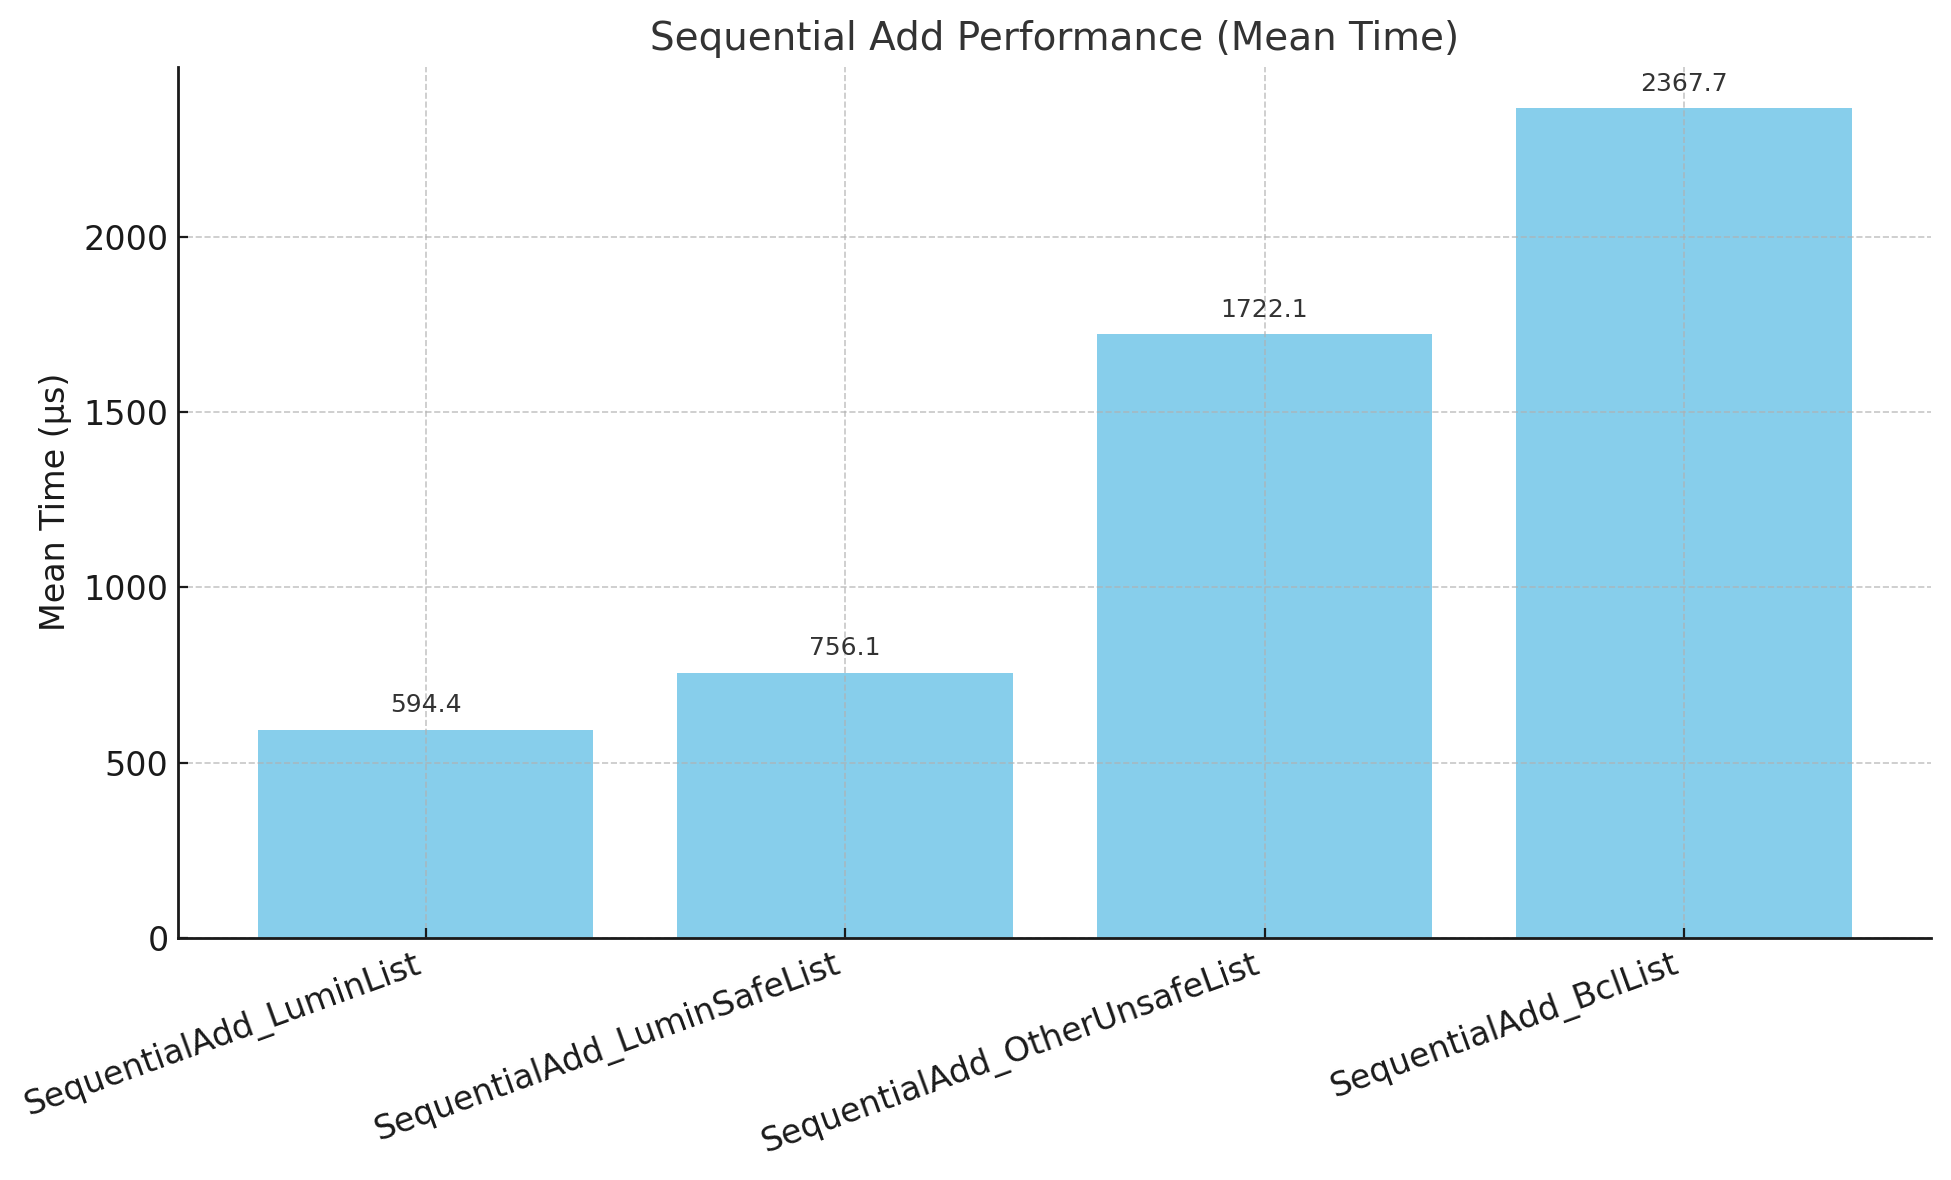 Sequential Add Performance (Mean Time)
Mean Time (μs)
2000
1500
1000
500
0
594.4
756.1
1722.1
2367.7
SequentialAdd_LuminList
SequentialAdd_LuminSafeList
SequentialAdd_OtherUnsafeList
SequentialAdd_BclList